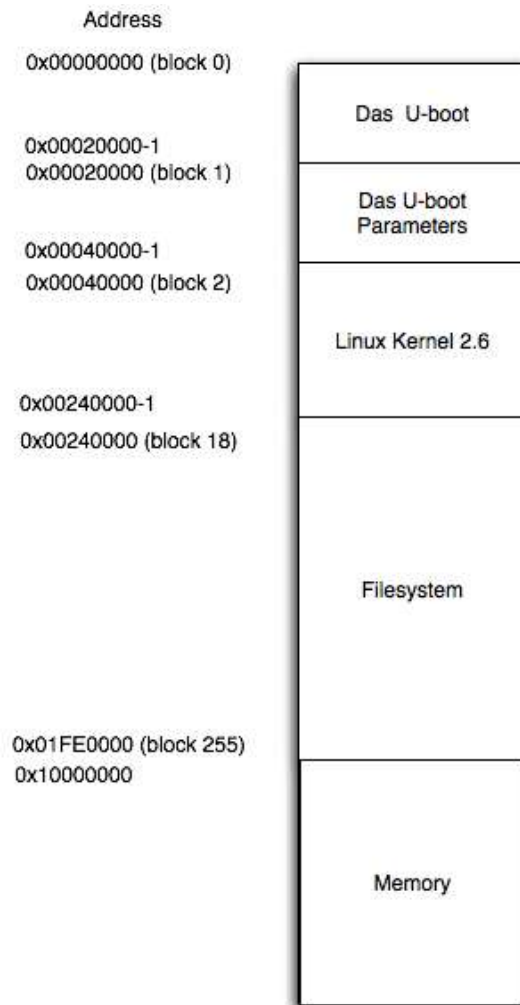 Address
0x00000000 (block 0)
Das U-boot
0x00020000-1
0x00020000 (block 1)
Das U-boot
Parameters
0x00040000-1
0x00040000 (block 2)
Linux Kernel 2.6
0x00240000-1
0x00240000 (block 18)
Filesystem
0x01FE0000 (block 255)
0x10000000
Memory